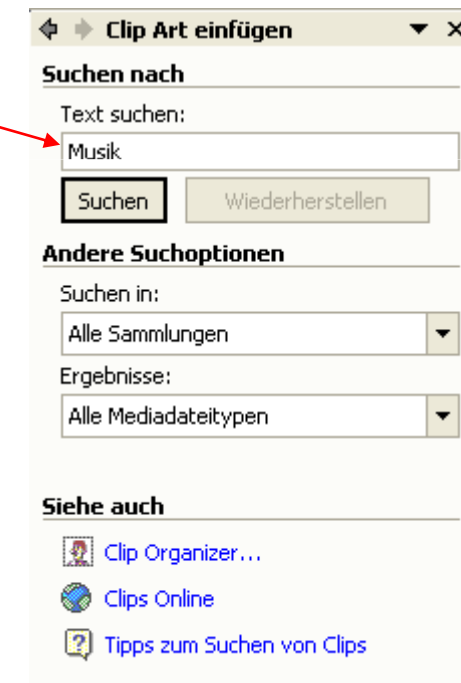 Clip Art einfügen
Suchen nach
Text suchen:
Musik
Suchen Wiederherstellen
Andere Suchoptionen
Suchen in:
Alle Sammlungen
Ergebnisse:
Alle Mediadateitypen
Siehe auch
Clip Organizer...
Clips Online
Tipps zum Suchen von Clips